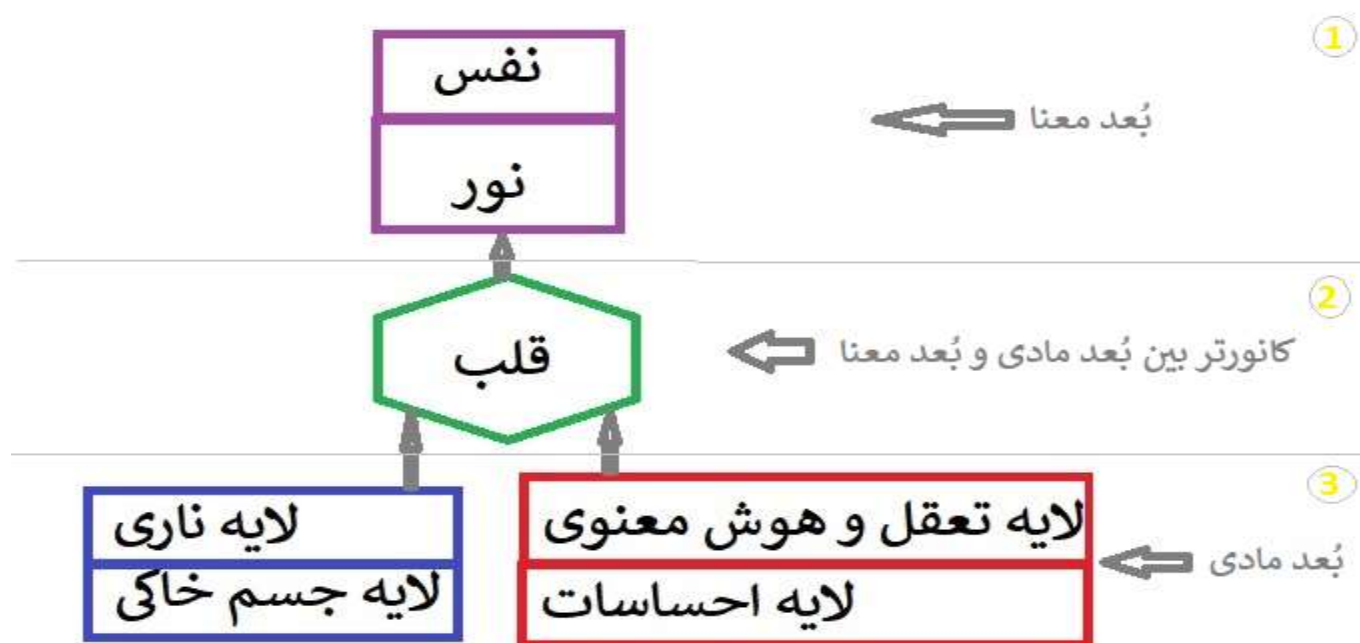 1
نفس
بُعد معنا
نور
2
قلب
کانورتر بین بُعد مادی و بُعد معنا
3
لایه تعقل و هوش معنوی
لایه ناری
بُعد مادی
لایه احساسات
لایه جسم خاکی